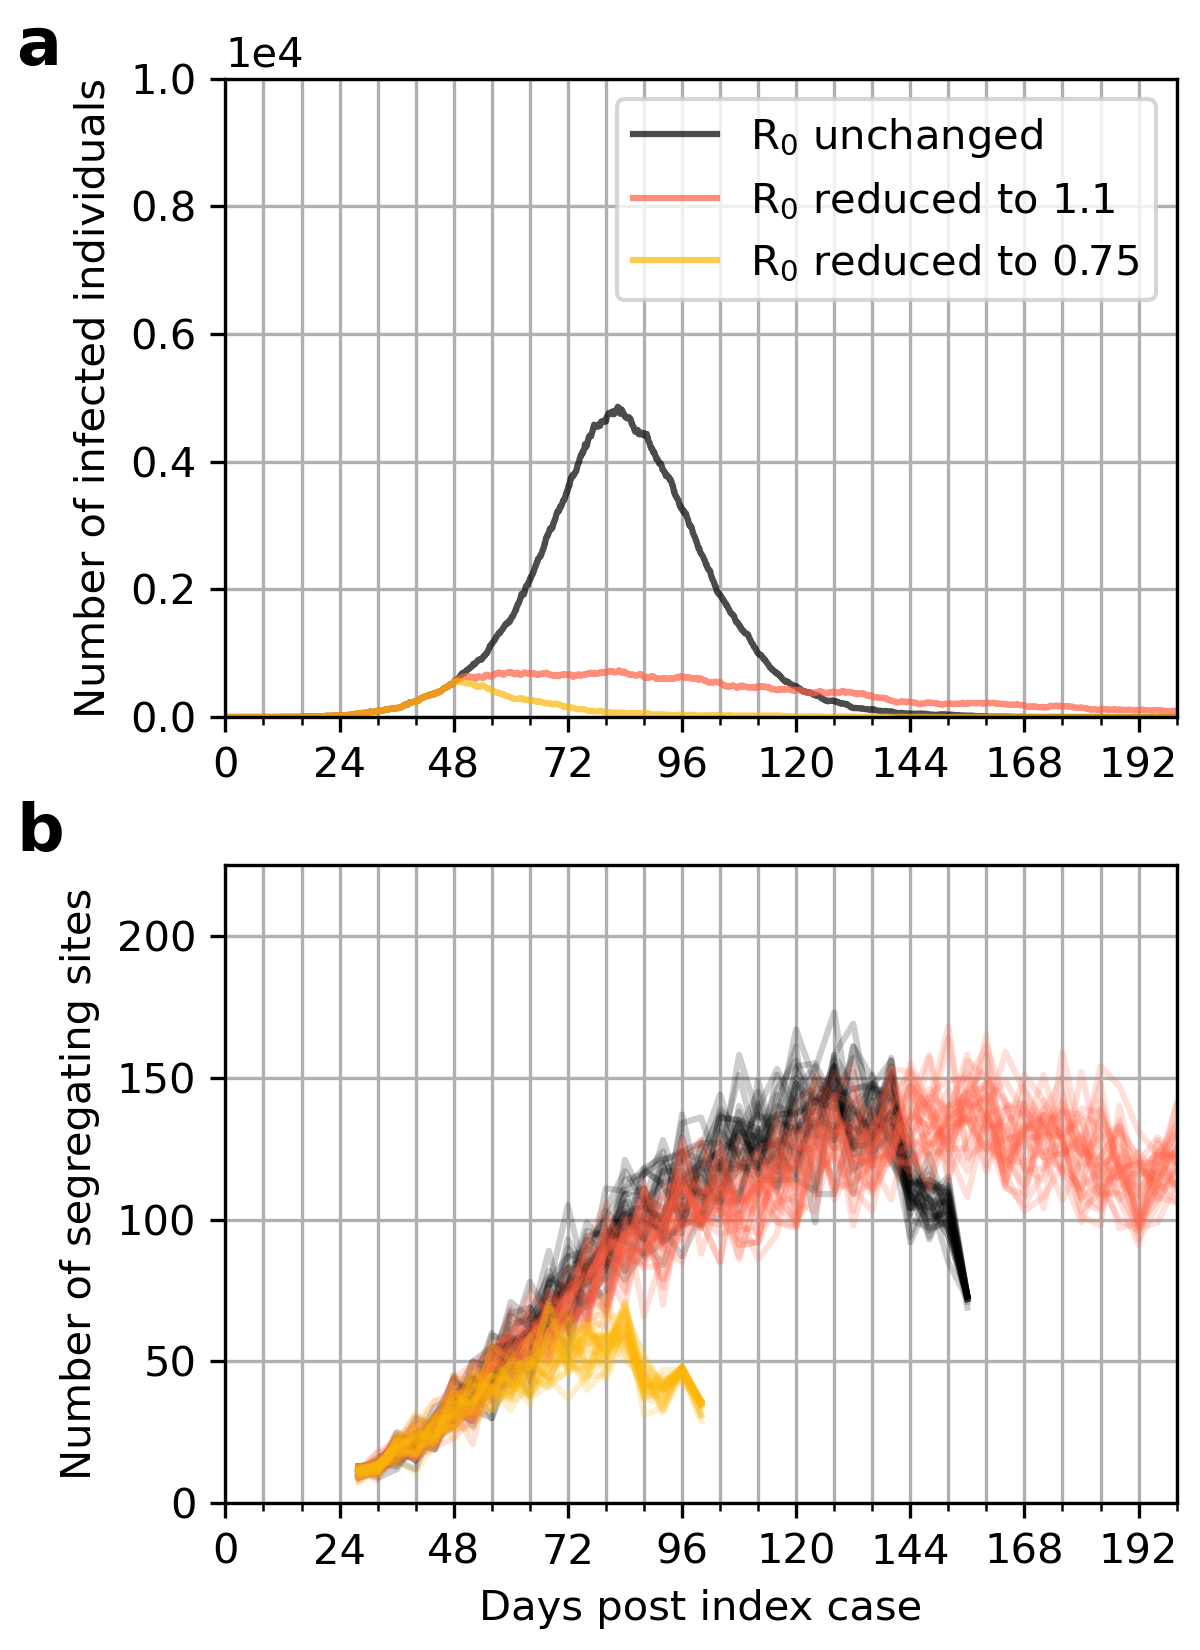 a
1e4
Number of infected individuals
1.0
0.8
0.6
0.4
0.2
0.0
R₀ unchanged
R₀ reduced to 1.1
R₀ reduced to 0.75
0 24 48 72 96 120 144 168 192
b
Number of segregating sites
200
150
100
50
0
0 24 48 72 96 120 144 168 192
Days post index case